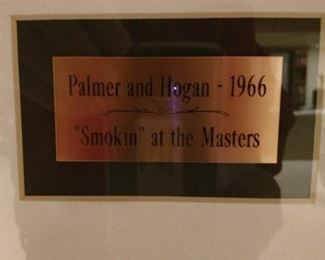 Palmer and Hogan - 1966
"Smokin" at the Masters